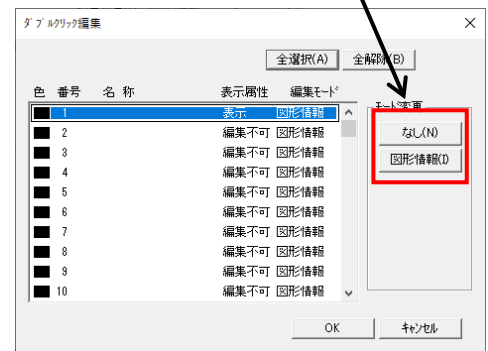 ﾀﾞﾌﾞﾙｸﾘｯｸ編集
全選択(A) 全解除(B)
色 番号 名 称 表示属性 編集ﾓｰﾄﾞ
1 表示 図形情報
2 編集不可 図形情報
3 編集不可 図形情報
4 編集不可 図形情報
5 編集不可 図形情報
6 編集不可 図形情報
7 編集不可 図形情報
8 編集不可 図形情報
9 編集不可 図形情報
10 編集不可 図形情報
ﾓｰﾄﾞ変更
なし(N)
図形情報(I)
OK ｷｬﾝｾﾙ